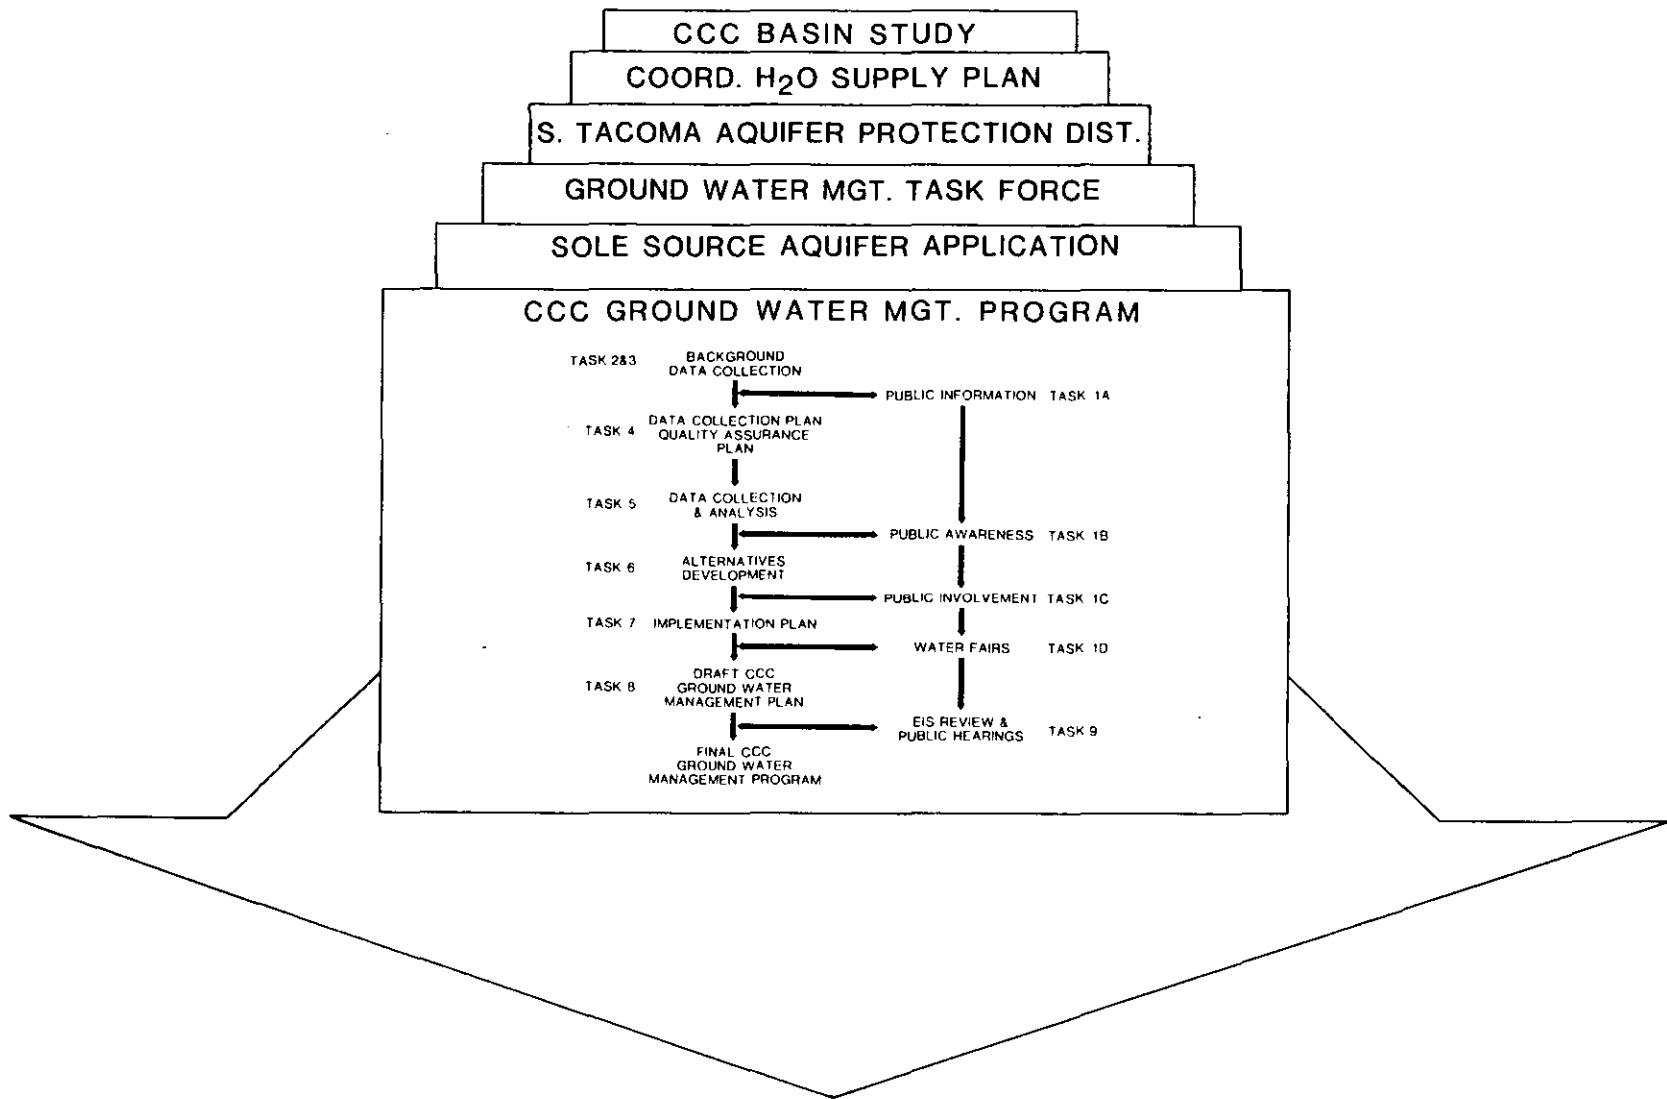 CCC BASIN STUDY
COORD. H₂O SUPPLY PLAN
S. TACOMA AQUIFER PROTECTION DIST.
GROUND WATER MGT. TASK FORCE
SOLE SOURCE AQUIFER APPLICATION
CCC GROUND WATER MGT. PROGRAM
TASK 2&3
BACKGROUND
DATA COLLECTION
PUBLIC INFORMATION TASK 1A
TASK 4
DATA COLLECTION PLAN
QUALITY ASSURANCE
PLAN
TASK 5
DATA COLLECTION
& ANALYSIS
PUBLIC AWARENESS TASK 1B
TASK 6
ALTERNATIVES
DEVELOPMENT
PUBLIC INVOLVEMENT TASK 1C
TASK 7 IMPLEMENTATION PLAN
WATER FAIRS TASK 1D
TASK 8
DRAFT CCC
GROUND WATER
MANAGEMENT PLAN
EIS REVIEW &
PUBLIC HEARINGS
TASK 9
FINAL CCC
GROUND WATER
MANAGEMENT PROGRAM